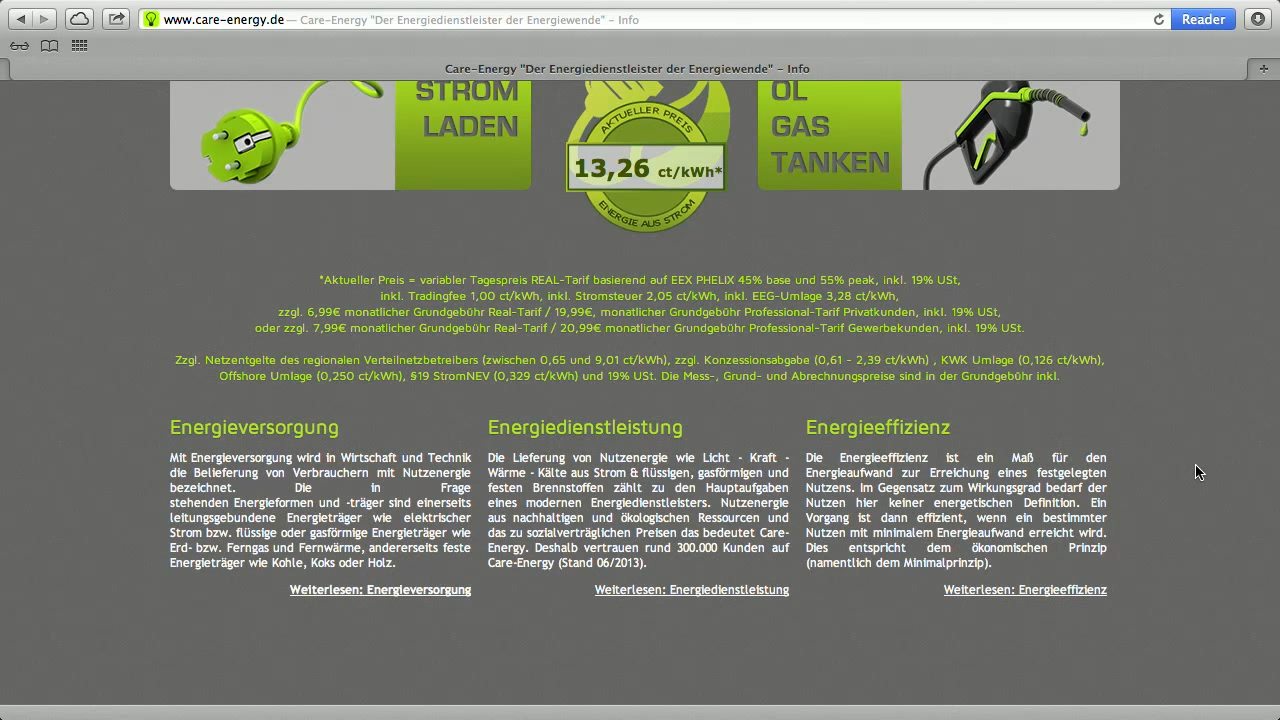 www.care-energy.de — Care-Energy "Der Energiedienstleister der Energiewende" – Info
Reader
Care-Energy "Der Energiedienstleister der Energiewende" – Info
STROM
LADEN
AKTUELLER PREIS
13,26 ct/kWh*
ENERGIE AUS STROM
ÖL
GAS
TANKEN
*Aktueller Preis = variabler Tagespreis REAL-Tarif basierend auf EEX PHELIX 45% base und 55% peak, inkl. 19% USt,
inkl. Tradingfee 1,00 ct/kWh, inkl. Stromsteuer 2,05 ct/kWh, inkl. EEG-Umlage 3,28 ct/kWh,
zzgl. 6,99€ monatlicher Grundgebühr Real-Tarif / 19,99€, monatlicher Grundgebühr Professional-Tarif Privatkunden, inkl. 19% USt,
oder zzgl. 7,99€ monatlicher Grundgebühr Real-Tarif / 20,99€ monatlicher Grundgebühr Professional-Tarif Gewerbekunden, inkl. 19% USt.
Zzgl. Netzentgelte des regionalen Verteilnetzbetreibers (zwischen 0,65 und 9,01 ct/kWh), zzgl. Konzessionsabgabe (0,61 - 2,39 ct/kWh) , KWK Umlage (0,126 ct/kWh),
Offshore Umlage (0,250 ct/kWh), §19 StromNEV (0,329 ct/kWh) und 19% USt. Die Mess-, Grund- und Abrechnungspreise sind in der Grundgebühr inkl.
Energieversorgung
Mit Energieversorgung wird in Wirtschaft und Technik
die Belieferung von Verbrauchern mit Nutzenergie
bezeichnet. Die in Frage
stehenden Energieformen und -träger sind einerseits
leitungsgebundene Energieträger wie elektrischer
Strom bzw. flüssige oder gasförmige Energieträger wie
Erd- bzw. Ferngas und Fernwärme, andererseits feste
Energieträger wie Kohle, Koks oder Holz.
Weiterlesen: Energieversorgung
Energiedienstleistung
Die Lieferung von Nutzenergie wie Licht - Kraft -
Wärme - Kälte aus Strom & flüssigen, gasförmigen und
festen Brennstoffen zählt zu den Hauptaufgaben
eines modernen Energiedienstleisters. Nutzenergie
aus nachhaltigen und ökologischen Ressourcen und
das zu sozialverträglichen Preisen das bedeutet Care-
Energy. Deshalb vertrauen rund 300.000 Kunden auf
Care-Energy (Stand 06/2013).
Weiterlesen: Energiedienstleistung
Energieeffizienz
Die Energieeffizienz ist ein Maß für den
Energieaufwand zur Erreichung eines festgelegten
Nutzens. Im Gegensatz zum Wirkungsgrad bedarf der
Nutzen hier keiner energetischen Definition. Ein
Vorgang ist dann effizient, wenn ein bestimmter
Nutzen mit minimalem Energieaufwand erreicht wird.
Dies entspricht dem ökonomischen Prinzip
(namentlich dem Minimalprinzip).
Weiterlesen: Energieeffizienz